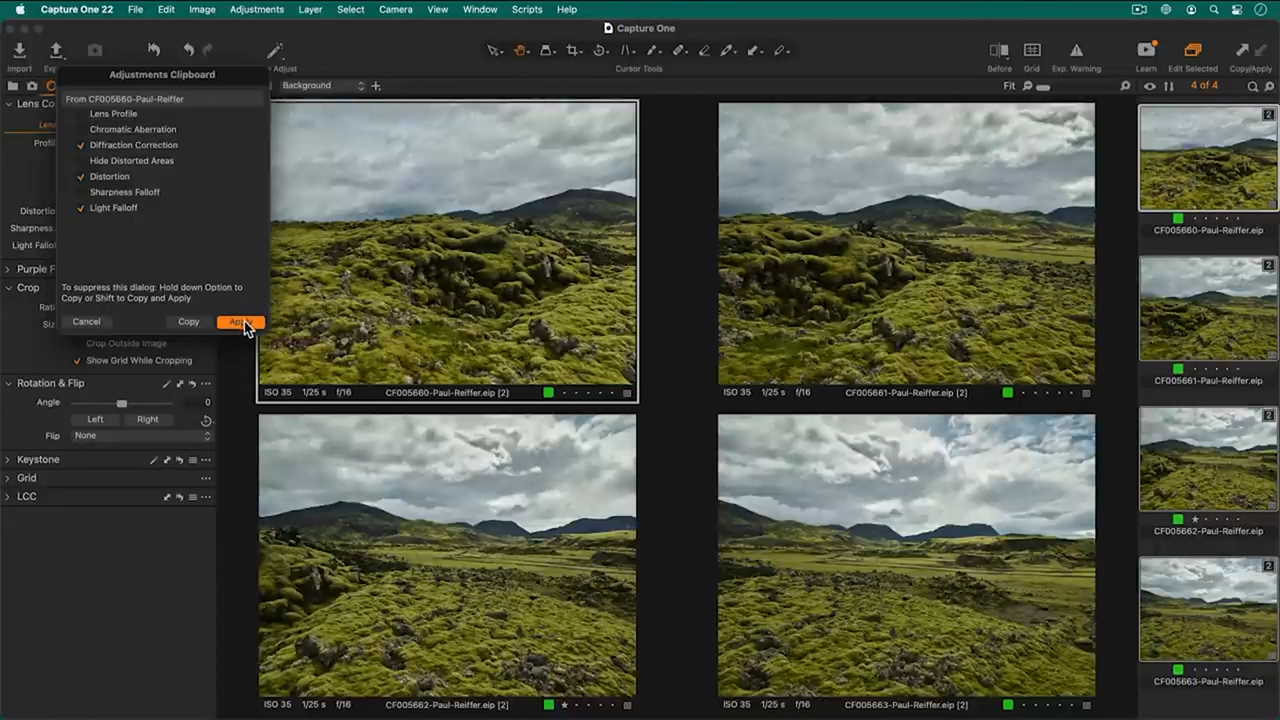 Capture One 22 File Edit Image Adjustments Layer Select Camera View Window Scripts Help
Capture One
Import
Adjust
Cursor Tools
Before Grid Exp. Warning
Learn Edit Selected Copy/Apply
Adjustments Clipboard
From CF005660-Paul-Reiffer
Lens Profile
Chromatic Aberration
Diffraction Correction
Hide Distorted Areas
Distortion
Sharpness Falloff
Light Falloff
To suppress this dialog: Hold down Option to
Copy or Shift to Copy and Apply
Cancel Copy
Background
Fit
4 of 4
Crop
Crop Outside Image
Show Grid While Cropping
Rotation & Flip
Angle 0
Left Right
Flip None
Keystone
Grid
LCC
ISO 35 1/25 s f/16 CF005660-Paul-Reiffer.eip [2]
ISO 35 1/25 s f/16 CF005661-Paul-Reiffer.eip [2]
ISO 35 1/25 s f/16 CF005662-Paul-Reiffer.eip [2]
ISO 35 1/25 s f/16 CF005663-Paul-Reiffer.eip [2]
2
CF005660-Paul-Reiffer.eip
2
CF005661-Paul-Reiffer.eip
2
CF005662-Paul-Reiffer.eip
2
CF005663-Paul-Reiffer.eip